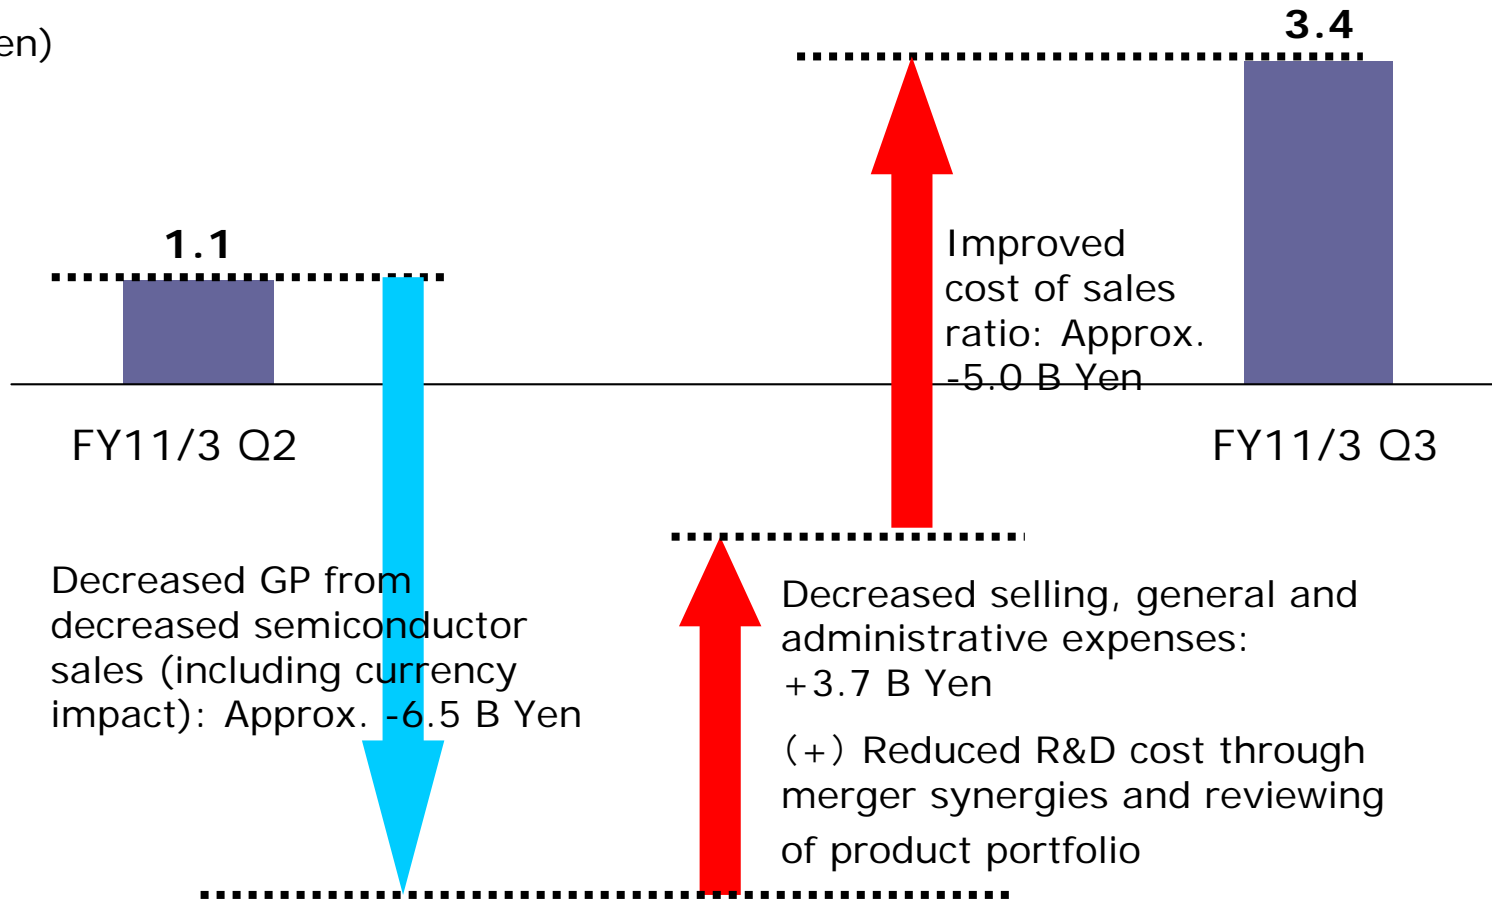 en)
3.4
1.1
Improved
cost of sales
ratio: Approx.
-5.0 B Yen
FY11/3 Q2
FY11/3 Q3
Decreased GP from
decreased semiconductor
sales (including currency
impact): Approx. -6.5 B Yen
Decreased selling, general and
administrative expenses:
+3.7 B Yen
(+) Reduced R&D cost through
merger synergies and reviewing
of product portfolio